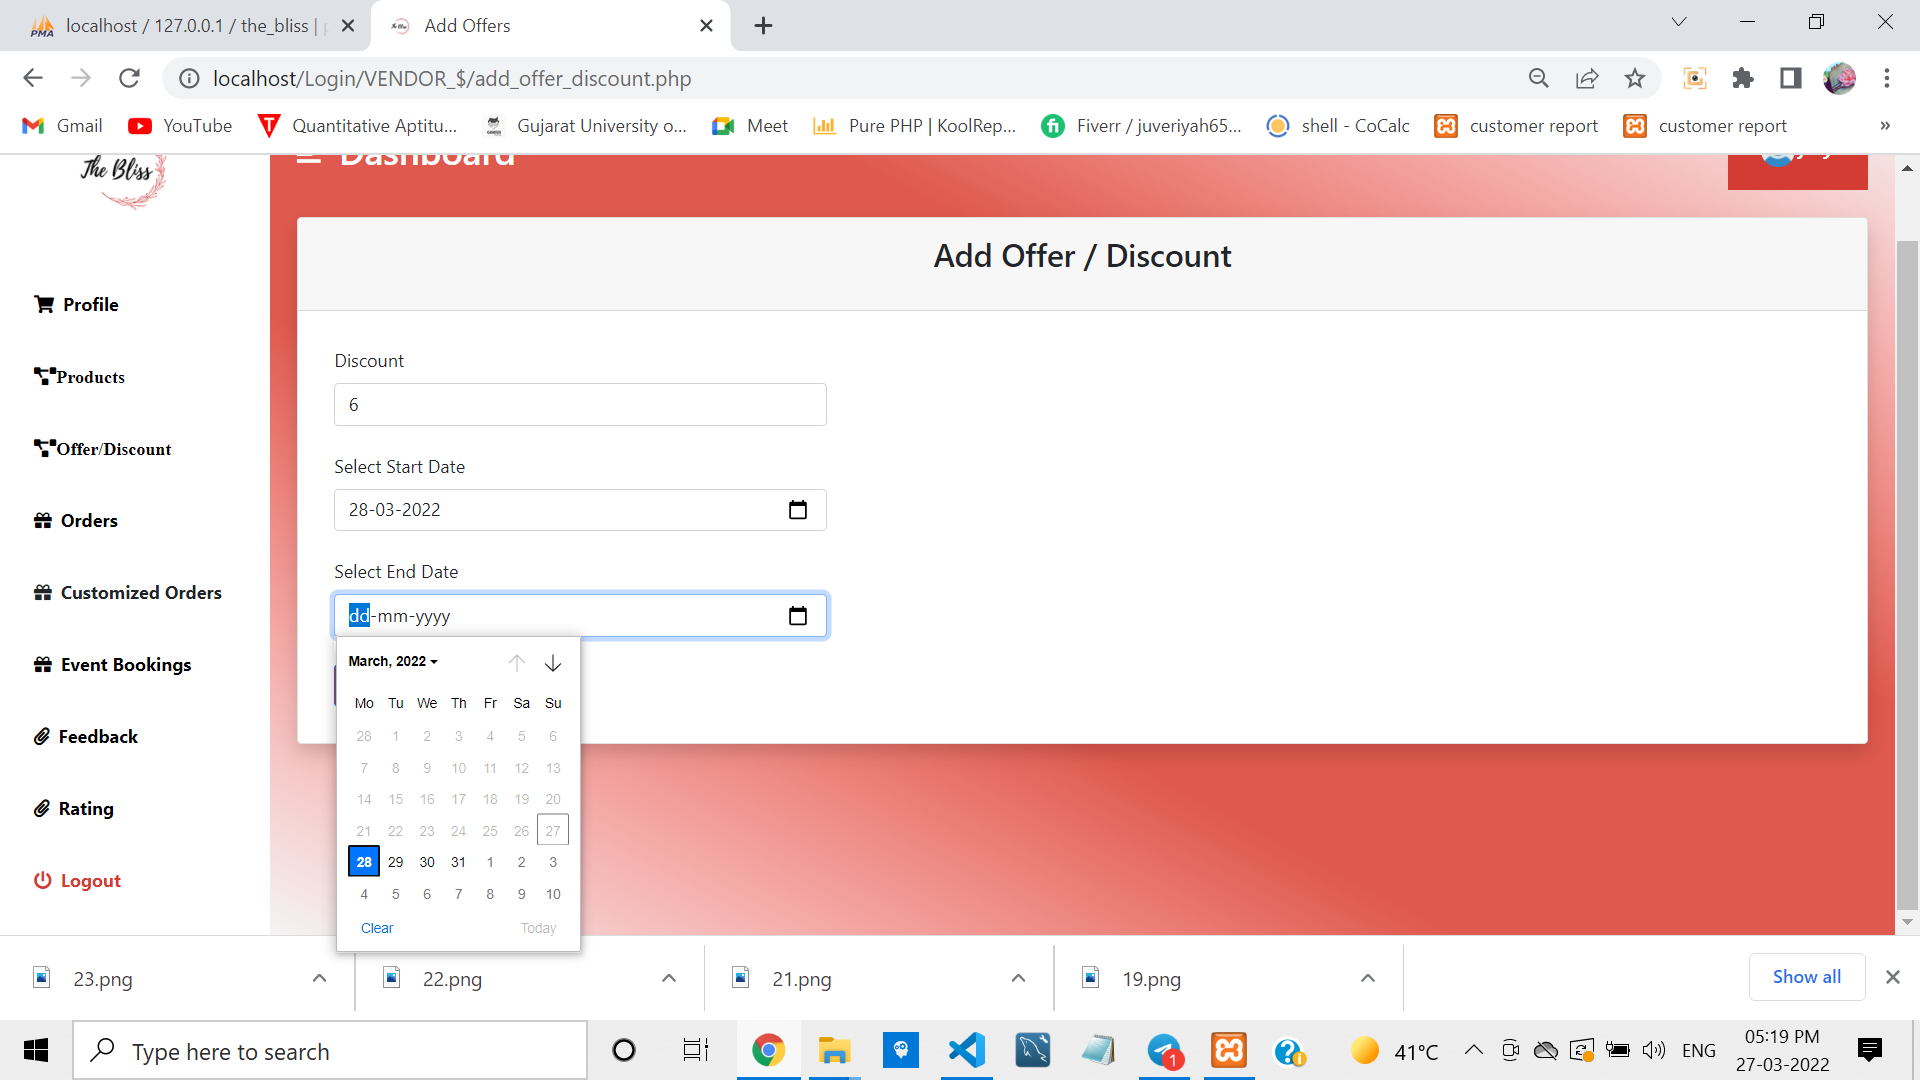 localhost / 127.0.0.1 / the_bliss |
Add Offers
localhost/Login/VENDOR_$/add_offer_discount.php
Gmail
YouTube
Quantitative Aptitu...
Gujarat University o...
Meet
Pure PHP | KoolRep...
Fiverr / juveriyah65...
shell - CoCalc
customer report
customer report
»
The Bliss
Dashboard
Profile
Products
Offer/Discount
Orders
Customized Orders
Event Bookings
Feedback
Rating
Logout
Add Offer / Discount
Discount
6
Select Start Date
28-03-2022
Select End Date
dd-mm-yyyy
March, 2022
Mo Tu We Th Fr Sa Su
28 1 2 3 4 5 6
7 8 9 10 11 12 13
14 15 16 17 18 19 20
21 22 23 24 25 26 27
28 29 30 31 1 2 3
4 5 6 7 8 9 10
Clear Today
23.png
22.png
21.png
19.png
Show all
Type here to search
1
41°C
ENG
05:19 PM
27-03-2022